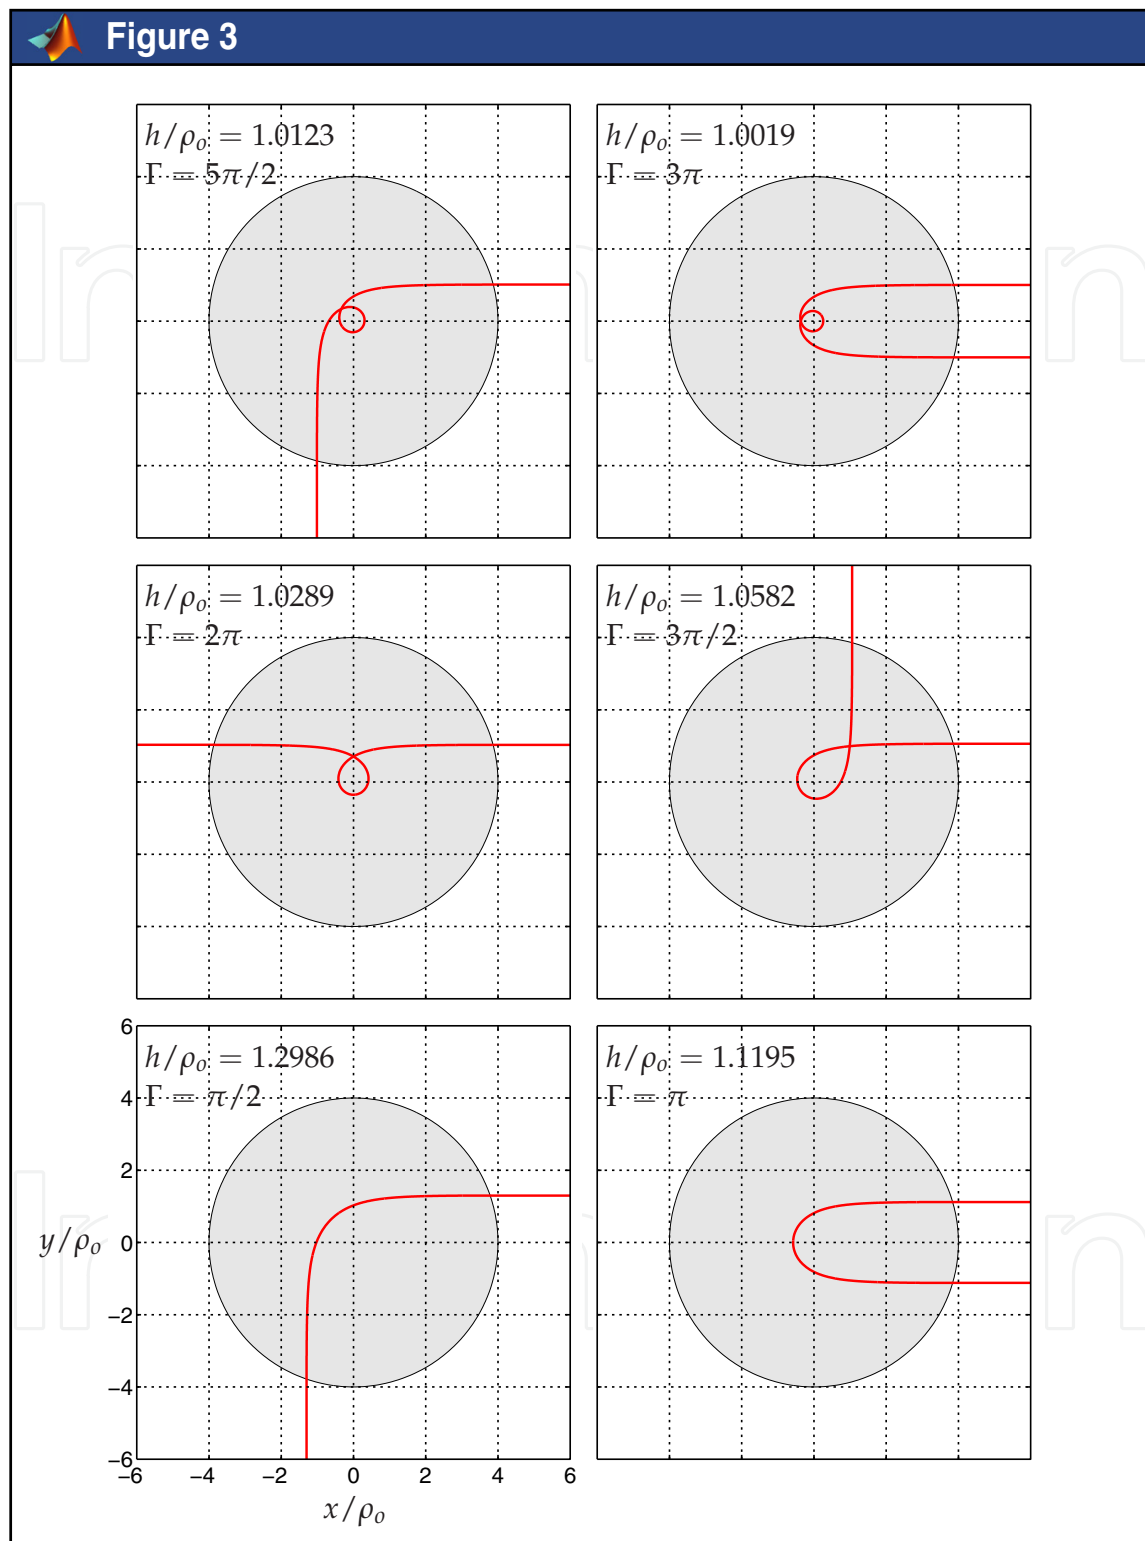 Figure 3
h/ρₒ = 1.0123
Γ = 5π/2
h/ρₒ = 1.0019
Γ = 3π
h/ρₒ = 1.0289
Γ = 2π
h/ρₒ = 1.0582
Γ = 3π/2
h/ρₒ = 1.2986
Γ = π/2
h/ρₒ = 1.1195
Γ = π
6
4
2
y/ρₒ 0
−2
−4
−6
−6 −4 −2 0 2 4 6
x/ρₒ